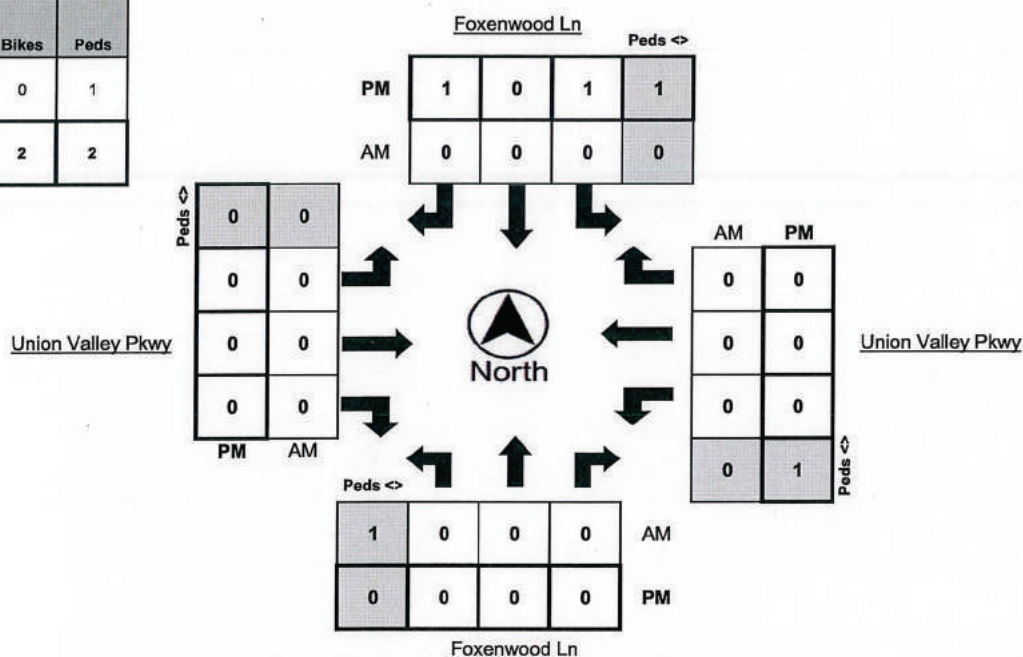 Bikes Peds
0 1
2 2
Foxenwood Ln
Peds <>
PM 1 0 1 1
AM 0 0 0 0
Peds <>
0 0
0 0
0 0
0 0
PM AM
Union Valley Pkwy
North
AM PM
0 0
0 0
0 0
0 1
Peds <>
Union Valley Pkwy
Peds <>
1 0 0 0 AM
0 0 0 0 PM
Foxenwood Ln